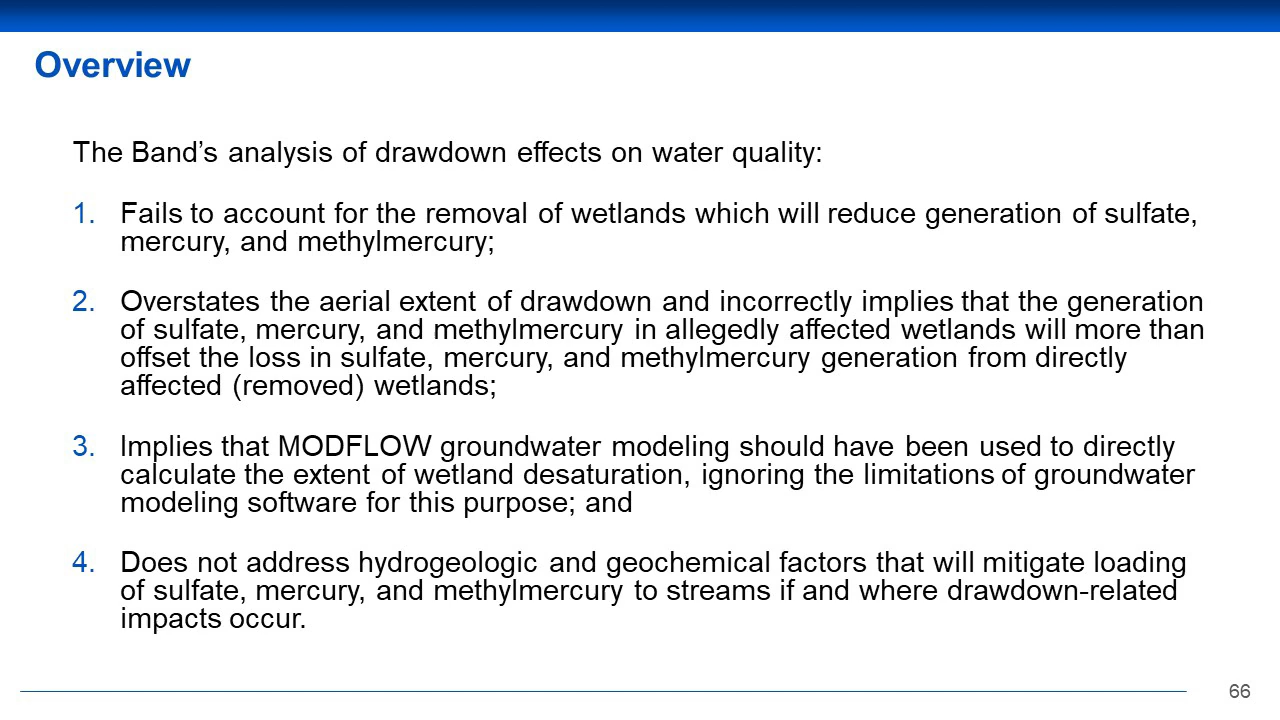 Overview
The Band’s analysis of drawdown effects on water quality:
1. Fails to account for the removal of wetlands which will reduce generation of sulfate,
mercury, and methylmercury;
2. Overstates the aerial extent of drawdown and incorrectly implies that the generation
of sulfate, mercury, and methylmercury in allegedly affected wetlands will more than
offset the loss in sulfate, mercury, and methylmercury generation from directly
affected (removed) wetlands;
3. Implies that MODFLOW groundwater modeling should have been used to directly
calculate the extent of wetland desaturation, ignoring the limitations of groundwater
modeling software for this purpose; and
4. Does not address hydrogeologic and geochemical factors that will mitigate loading
of sulfate, mercury, and methylmercury to streams if and where drawdown-related
impacts occur.
66